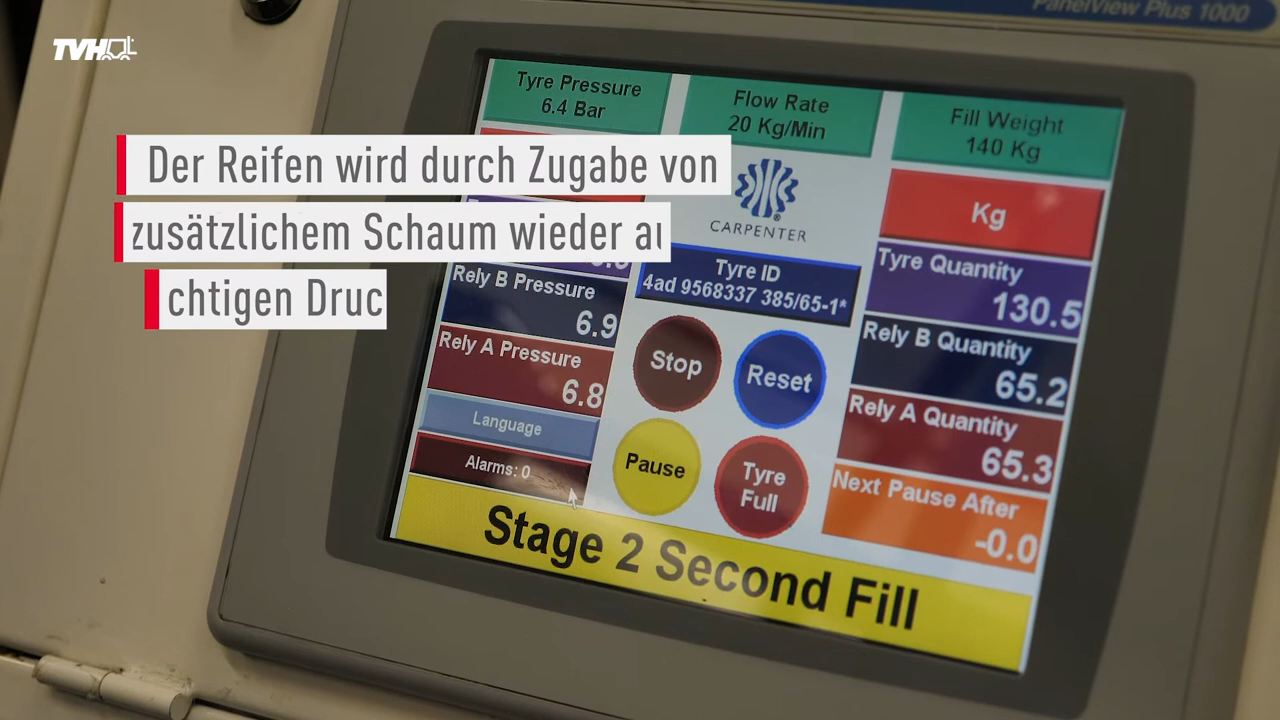 PanelView Plus 1000
TVH
Tyre Pressure
6.4 Bar
Flow Rate
20 Kg/Min
Fill Weight
140 Kg
Der Reifen wird durch Zugabe von
zusätzlichem Schaum wieder au
chtigen Druc
CARPENTER
Kg
Tyre ID
4ad 9568337 385/65-1*
Tyre Quantity
130.5
Rely B Pressure
6.9
Rely B Quantity
65.2
Rely A Pressure
6.8
Rely A Quantity
65.3
Stop
Reset
Pause
Tyre
Full
Language
Alarms: 0
Next Pause After
-0.0
Stage 2 Second Fill